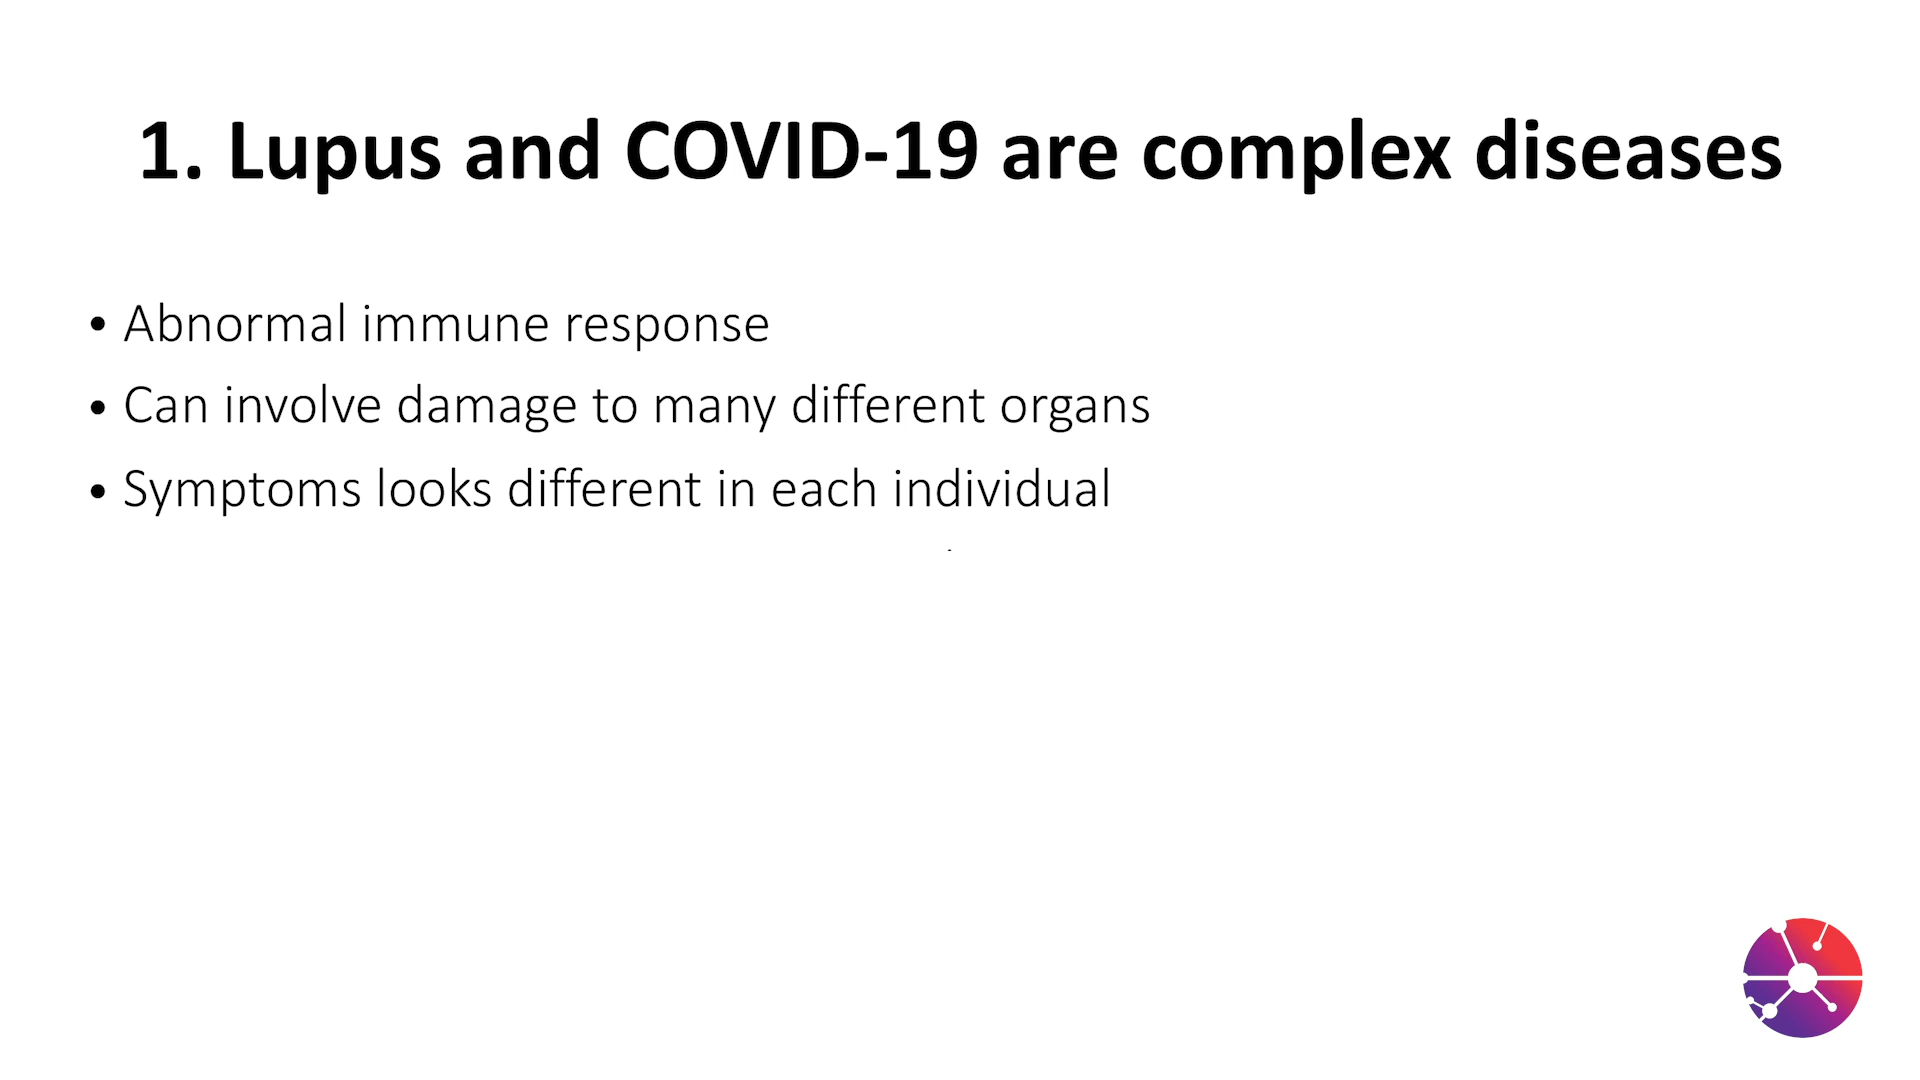 1. Lupus and COVID-19 are complex diseases
• Abnormal immune response
• Can involve damage to many different organs
• Symptoms looks different in each individual